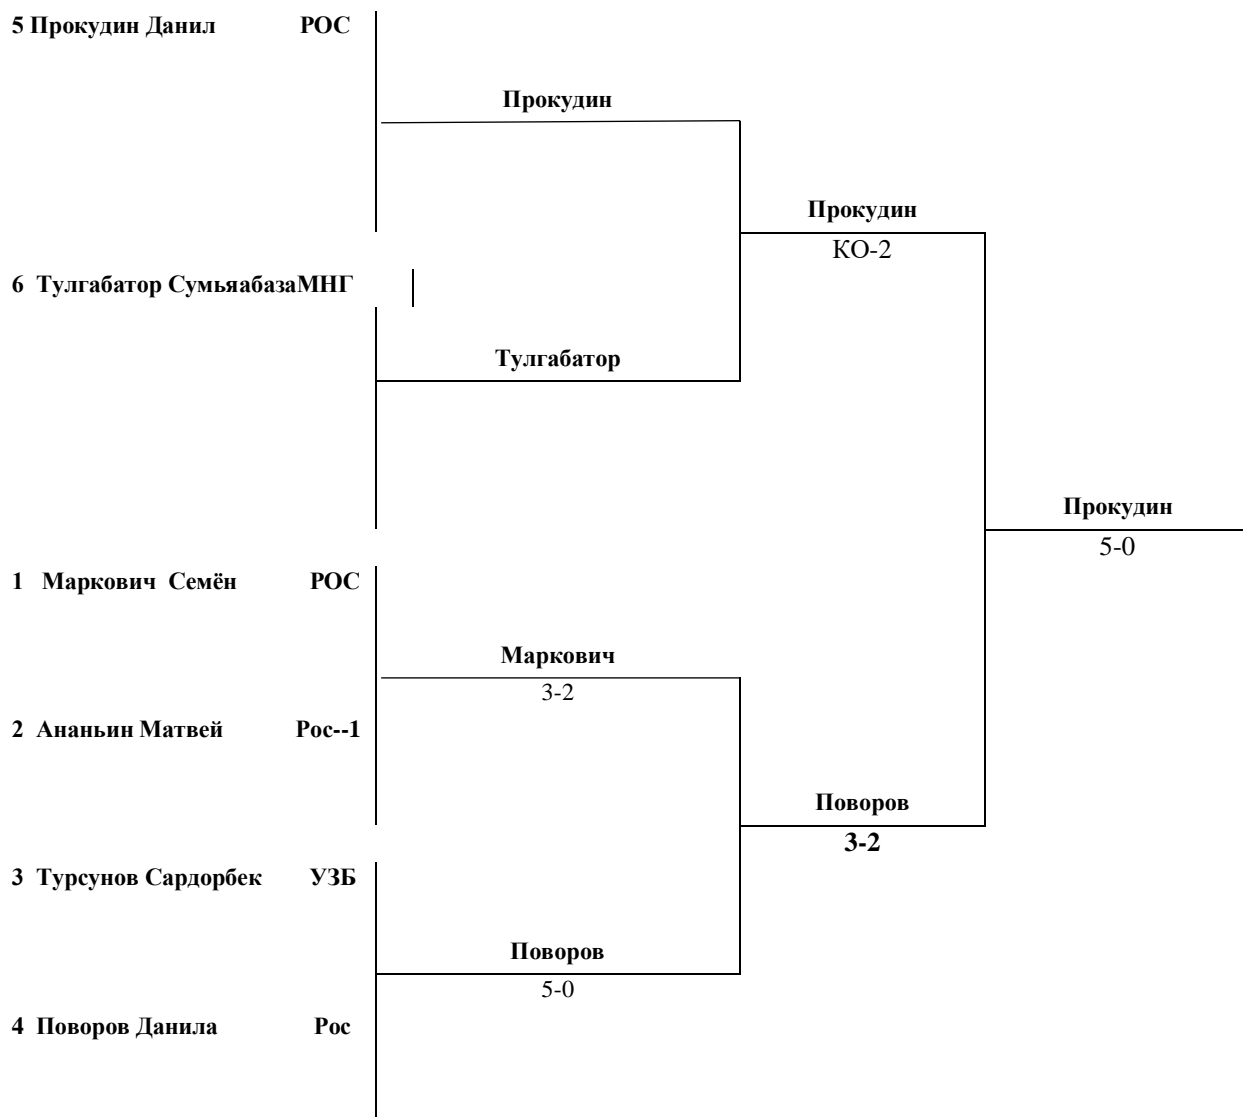 5 Прокудин Данил РОС
Прокудин
Прокудин
КО-2
6 Тулгабатор СумьяабазаМНГ
Тулгабатор
Прокудин
5-0
1 Маркович Семён РОС
Маркович
3-2
2 Ананьин Матвей Рос--1
Поворов
3-2
3 Турсунов Сардорбек УЗБ
Поворов
5-0
4 Поворов Данила Рос